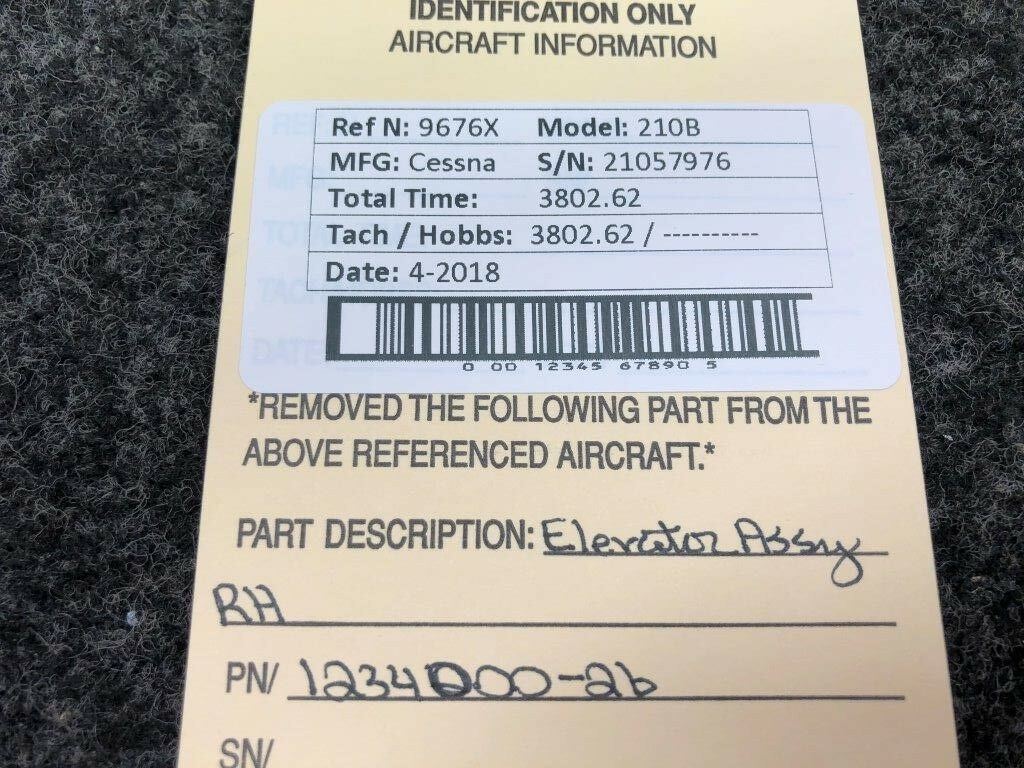 IDENTIFICATION ONLY
AIRCRAFT INFORMATION
Ref N: 9676X Model: 210B
MFG: Cessna S/N: 21057976
Total Time: 3802.62
Tach / Hobbs: 3802.62 / ----------
Date: 4-2018
0 00 12345 67890 5
*REMOVED THE FOLLOWING PART FROM THE
ABOVE REFERENCED AIRCRAFT.*
PART DESCRIPTION: Elevator Assy
RH
PN/ 1234000-26
SN/